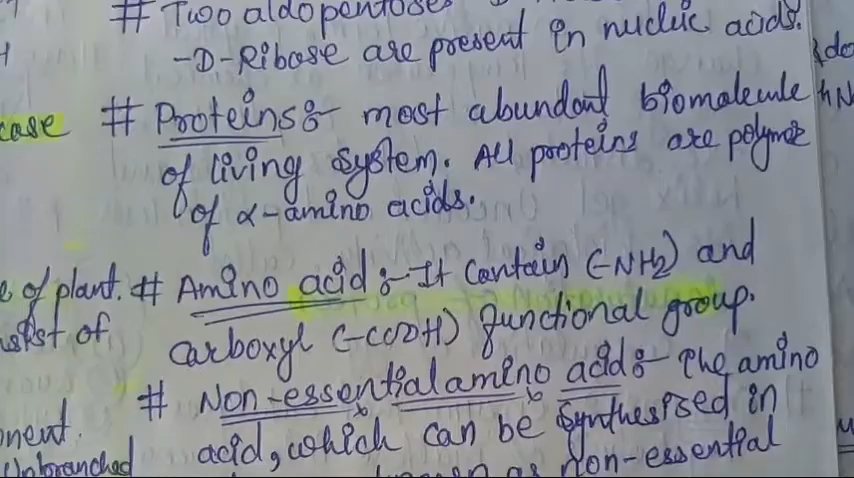 # Two aldopentoses
-D-Ribose are present in nucleic acids.
case # Proteins :- most abundant biomolecule
of living system. All proteins are polymer
of α-amino acids.
of plant. # Amino acid :- It contain (-NH2) and
carboxyl (-COOH) functional group.
of
# Non-essential amino acid :- The amino
acid, which can be synthesised in
as non-essential
Unbranched